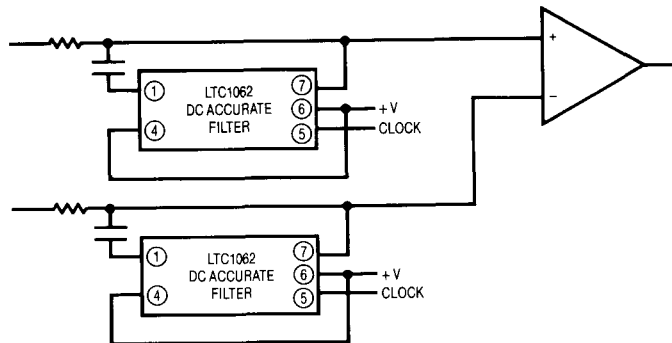 +
−
LTC1062
DC ACCURATE
FILTER
① ⑦
④ ⑥ +V
⑤ CLOCK
LTC1062
DC ACCURATE
FILTER
① ⑦
④ ⑥ +V
⑤ CLOCK